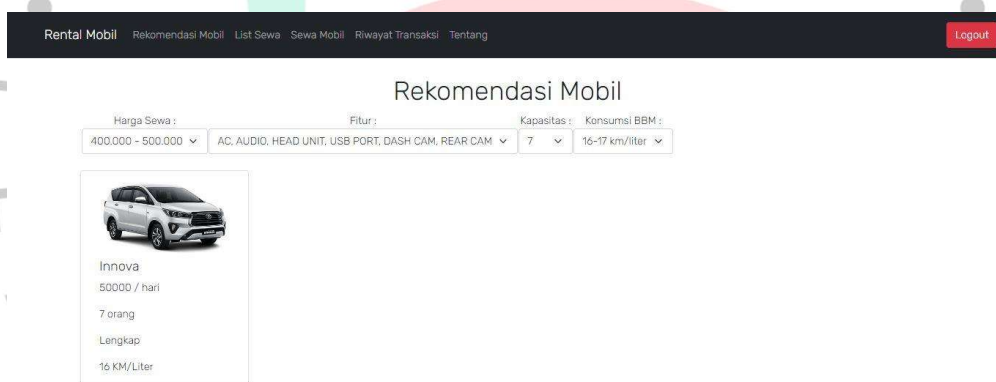 Rental Mobil Rekomendasi Mobil List Sewa Sewa Mobil Riwayat Transaksi Tentang Logout
Rekomendasi Mobil
Harga Sewa : Fitur : Kapasitas : Konsumsi BBM :
400.000 - 500.000 AC, AUDIO, HEAD UNIT, USB PORT, DASH CAM, REAR CAM 7 16-17 km/liter
Innova
50000 / hari
7 orang
Lengkap
16 KM/Liter